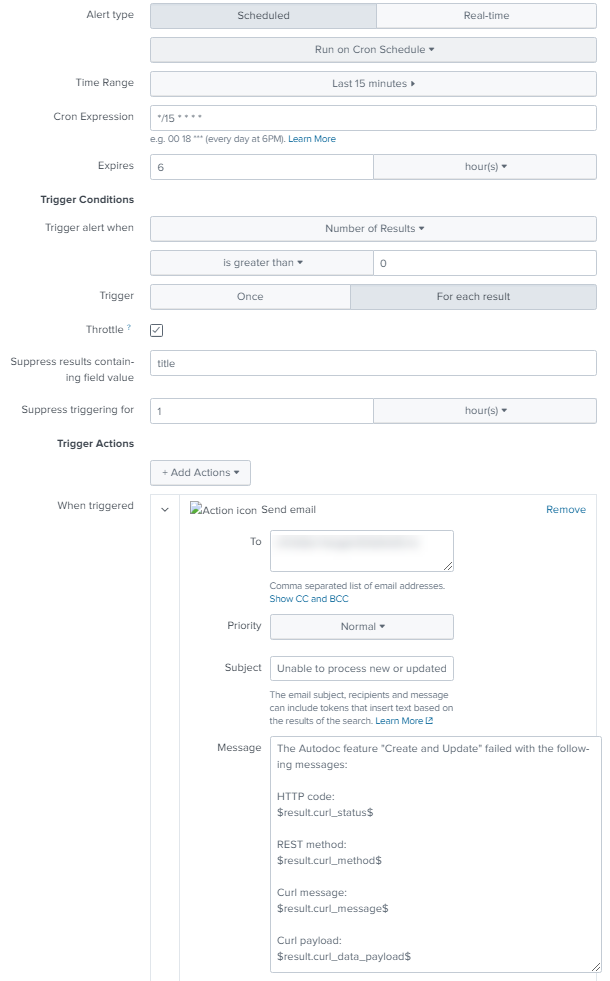 Alert type
Scheduled
Real-time
Run on Cron Schedule
Time Range
Last 15 minutes
Cron Expression
*/15 * * * *
e.g. 00 18 *** (every day at 6PM). Learn More
Expires
6
hour(s)
Trigger Conditions
Trigger alert when
Number of Results
is greater than
0
Trigger
Once
For each result
Throttle ?
Suppress results contain-
ing field value
title
Suppress triggering for
1
hour(s)
Trigger Actions
+ Add Actions
When triggered
Action icon
Send email
Remove
To
Comma separated list of email addresses.
Show CC and BCC
Priority
Normal
Subject
Unable to process new or updated
The email subject, recipients and message
can include tokens that insert text based on
the results of the search. Learn More
Message
The Autodoc feature "Create and Update" failed with the follow-
ing messages:
HTTP code:
$result.curl_status$
REST method:
$result.curl_method$
Curl message:
$result.curl_message$
Curl payload:
$result.curl_data_payload$